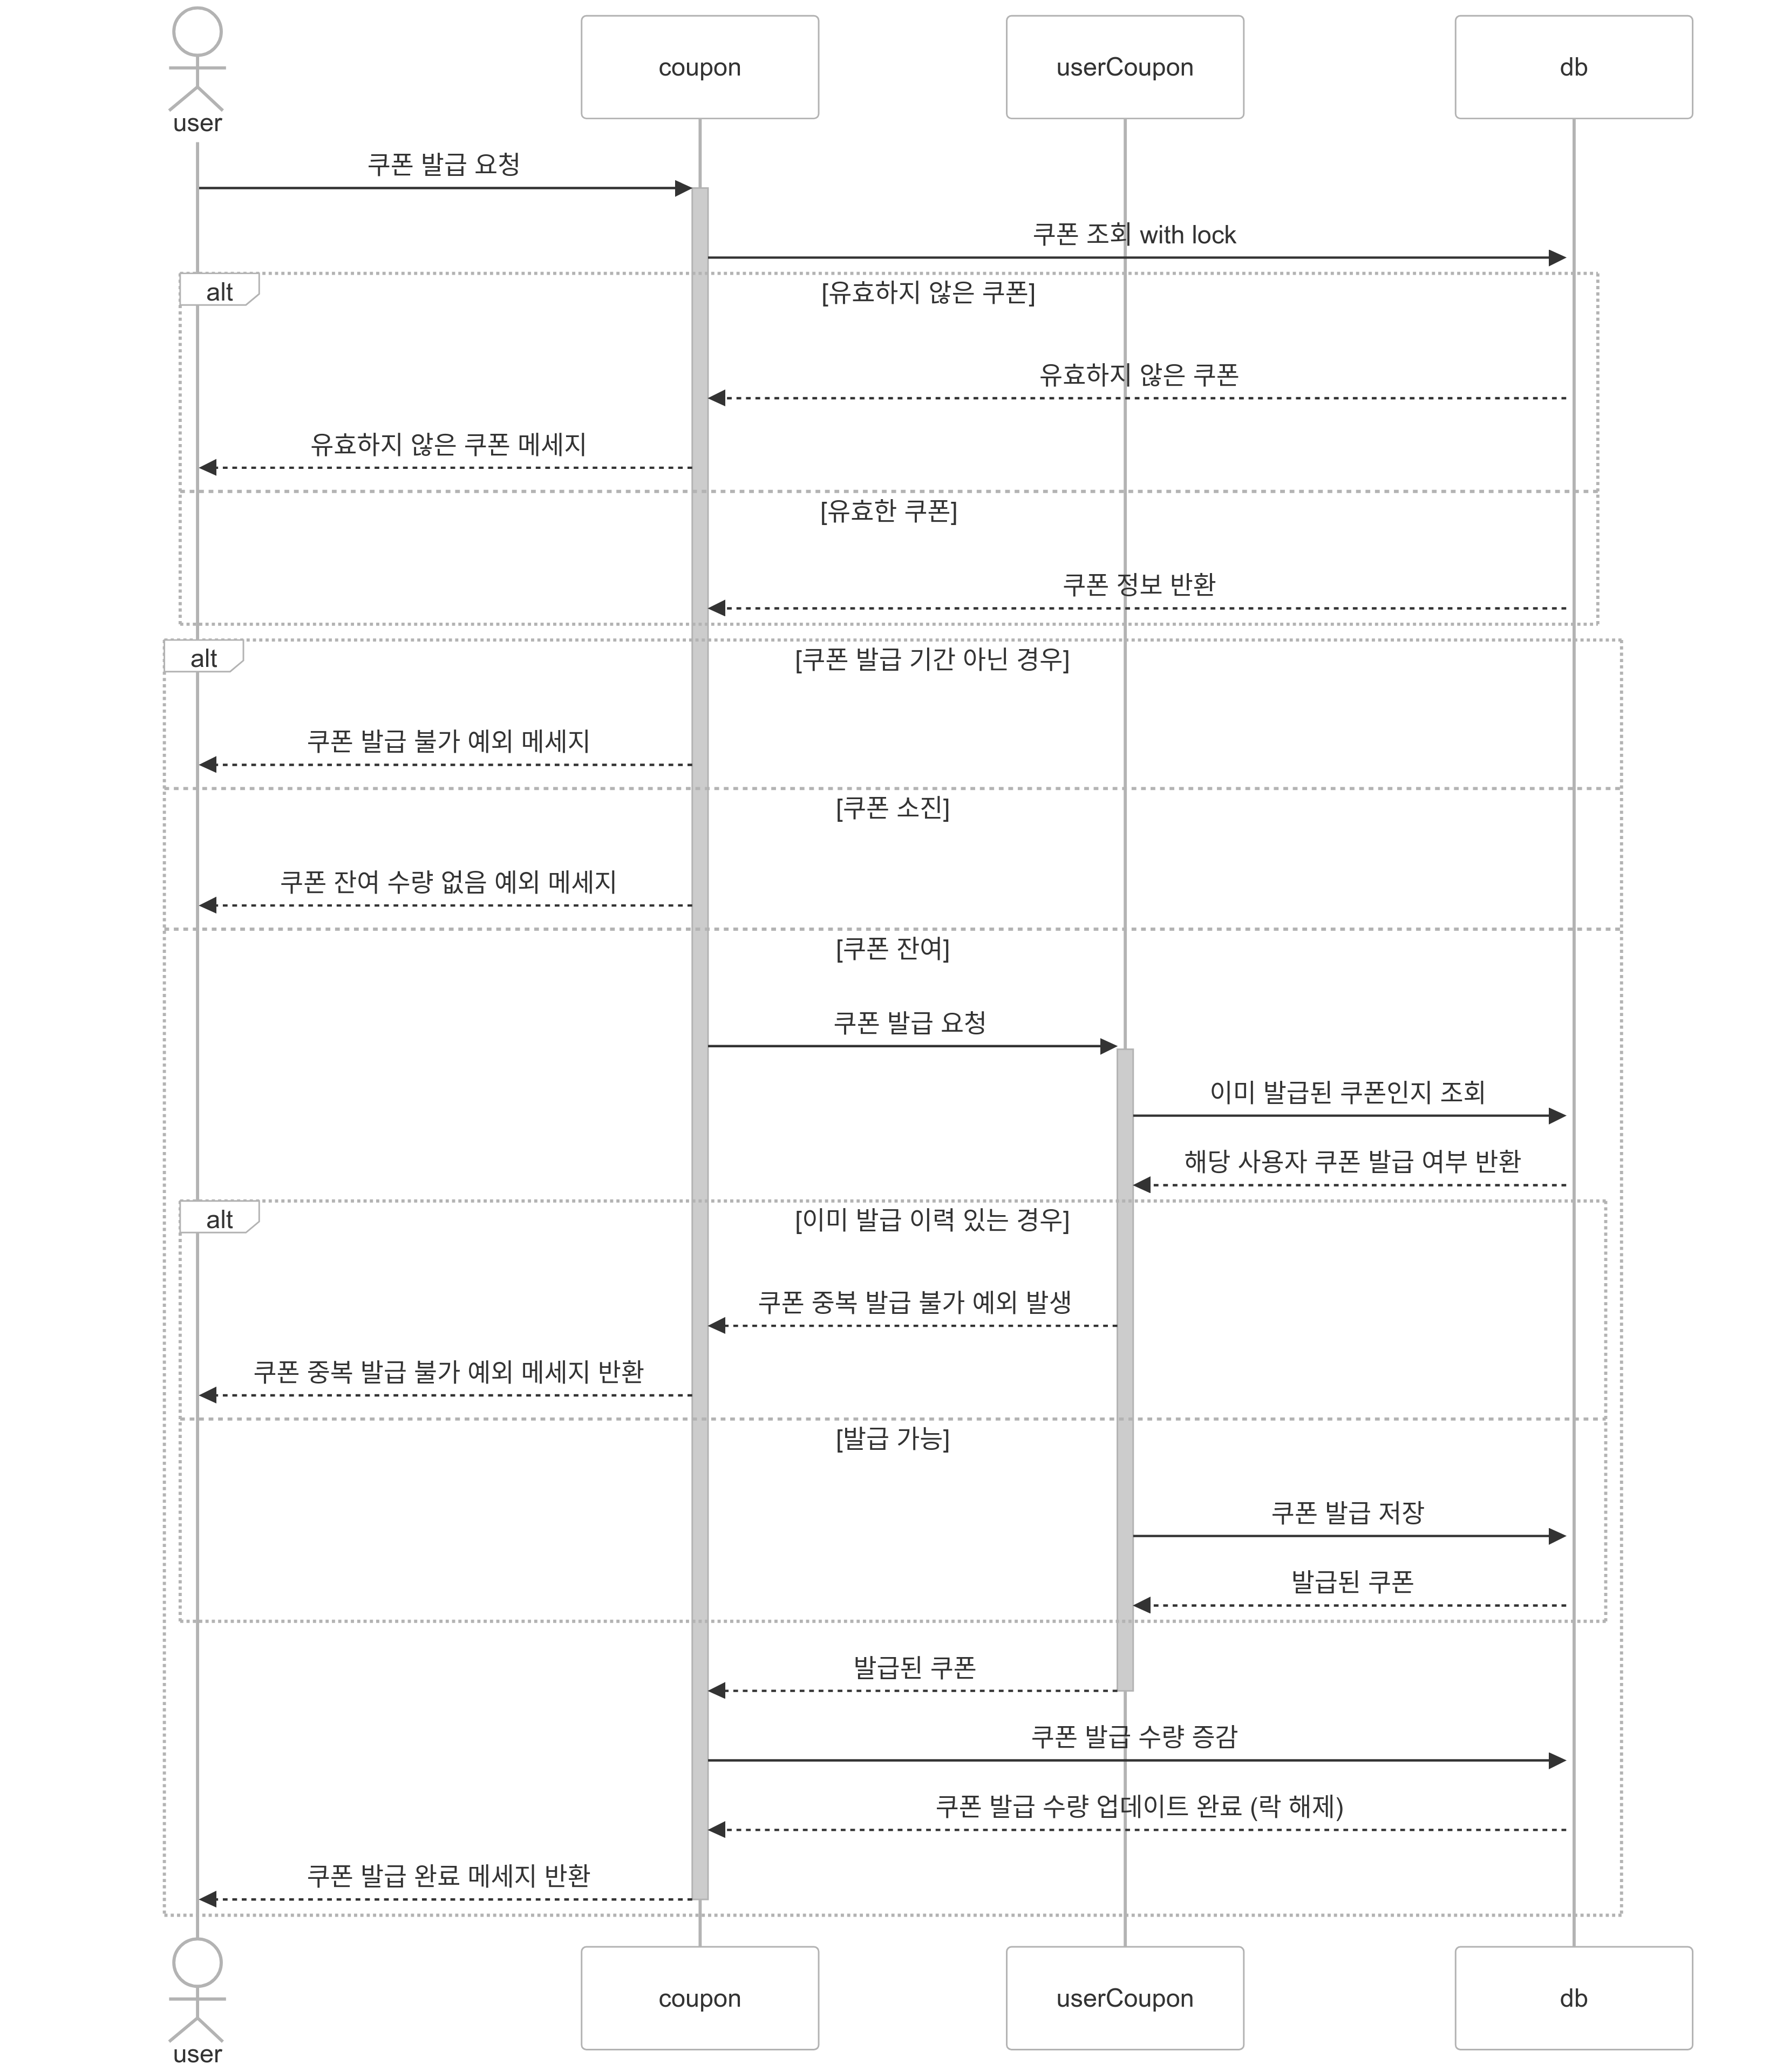 user
coupon
userCoupon
db
쿠폰 발급 요청
쿠폰 조회 with lock
alt
[유효하지 않은 쿠폰]
유효하지 않은 쿠폰
유효하지 않은 쿠폰 메세지
[유효한 쿠폰]
쿠폰 정보 반환
alt
[쿠폰 발급 기간 아닌 경우]
쿠폰 발급 불가 예외 메세지
[쿠폰 소진]
쿠폰 잔여 수량 없음 예외 메세지
[쿠폰 잔여]
쿠폰 발급 요청
이미 발급된 쿠폰인지 조회
해당 사용자 쿠폰 발급 여부 반환
alt
[이미 발급 이력 있는 경우]
쿠폰 중복 발급 불가 예외 발생
쿠폰 중복 발급 불가 예외 메세지 반환
[발급 가능]
쿠폰 발급 저장
발급된 쿠폰
발급된 쿠폰
쿠폰 발급 수량 증감
쿠폰 발급 수량 업데이트 완료 (락 해제)
쿠폰 발급 완료 메세지 반환
user
coupon
userCoupon
db